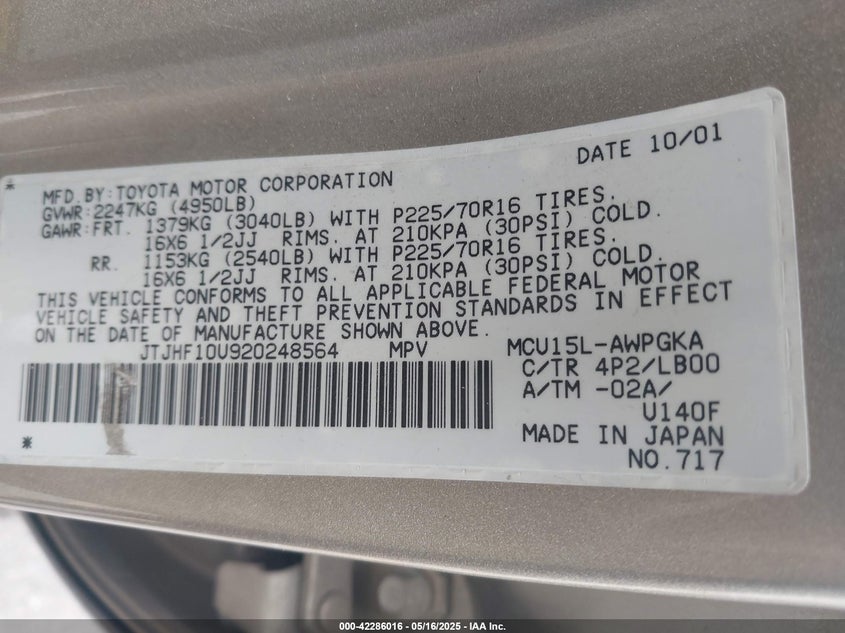 DATE 10/01
MFD.BY:TOYOTA MOTOR CORPORATION
GVWR:2247KG (4950LB)
GAWR:FRT. 1379KG (3040LB) WITH P225/70R16 TIRES.
16X6 1/2JJ RIMS. AT 210KPA (30PSI) COLD.
RR. 1153KG (2540LB) WITH P225/70R16 TIRES.
16X6 1/2JJ RIMS. AT 210KPA (30PSI) COLD.
THIS VEHICLE CONFORMS TO ALL APPLICABLE FEDERAL MOTOR
VEHICLE SAFETY AND THEFT PREVENTION STANDARDS IN EFFECT
ON THE DATE OF MANUFACTURE SHOWN ABOVE.
JTJHF10U920248564 MPV MCU15L-AWPGKA
C/TR 4P2/LB00
A/TM -02A/
U140F
MADE IN JAPAN
NO.717
000-42286016 — 05/16/2025 — IAA Inc.